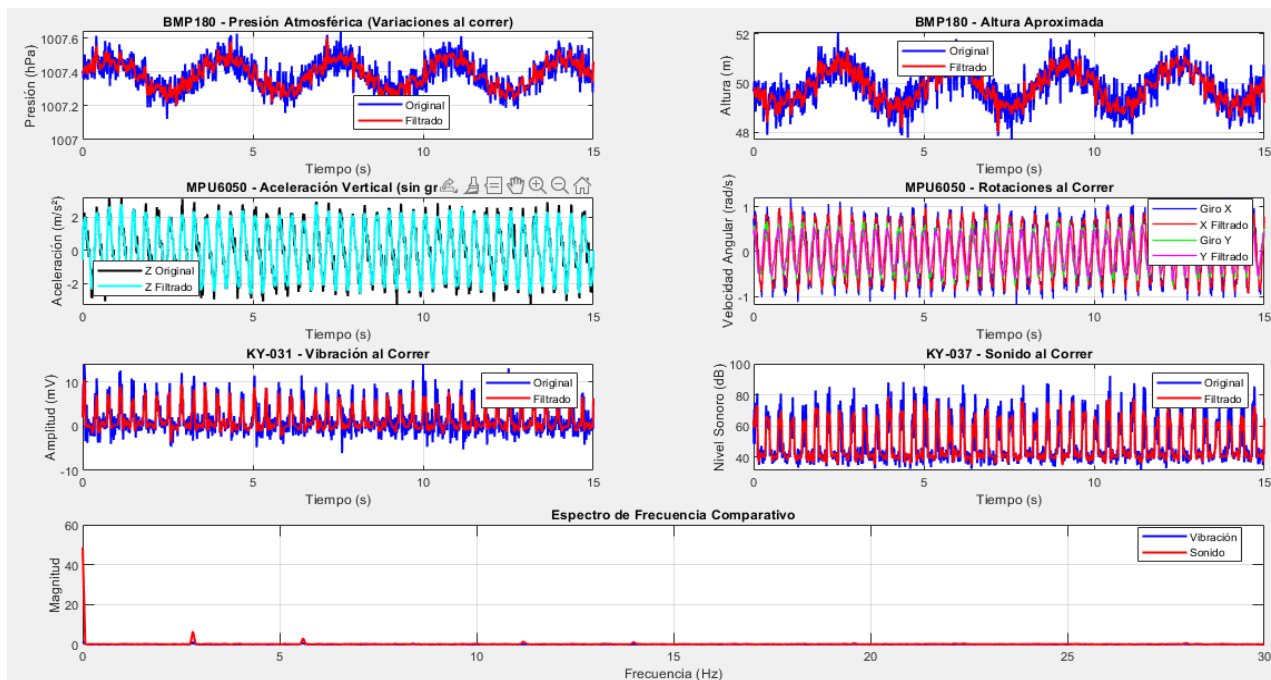 BMP180 - Presión Atmosférica (Variaciones al correr)
Presión (hPa)
1007.6
1007.4
1007.2
1007
Original
Filtrado
0 5 10 15
Tiempo (s)
BMP180 - Altura Aproximada
Altura (m)
52
50
48
Original
Filtrado
0 5 10 15
Tiempo (s)
MPU6050 - Aceleración Vertical (sin gr
Aceleración (m/s²)
2
0
-2
Z Original
Z Filtrado
0 5 10 15
Tiempo (s)
MPU6050 - Rotaciones al Correr
Velocidad Angular (rad/s)
1
0
-1
Giro X
X Filtrado
Giro Y
Y Filtrado
0 5 10 15
Tiempo (s)
KY-031 - Vibración al Correr
Amplitud (mV)
10
0
-10
Original
Filtrado
0 5 10 15
Tiempo (s)
KY-037 - Sonido al Correr
Nivel Sonoro (dB)
100
80
60
40
Original
Filtrado
0 5 10 15
Tiempo (s)
Espectro de Frecuencia Comparativo
Magnitud
60
40
20
0
Vibración
Sonido
0 5 10 15 20 25 30
Frecuencia (Hz)